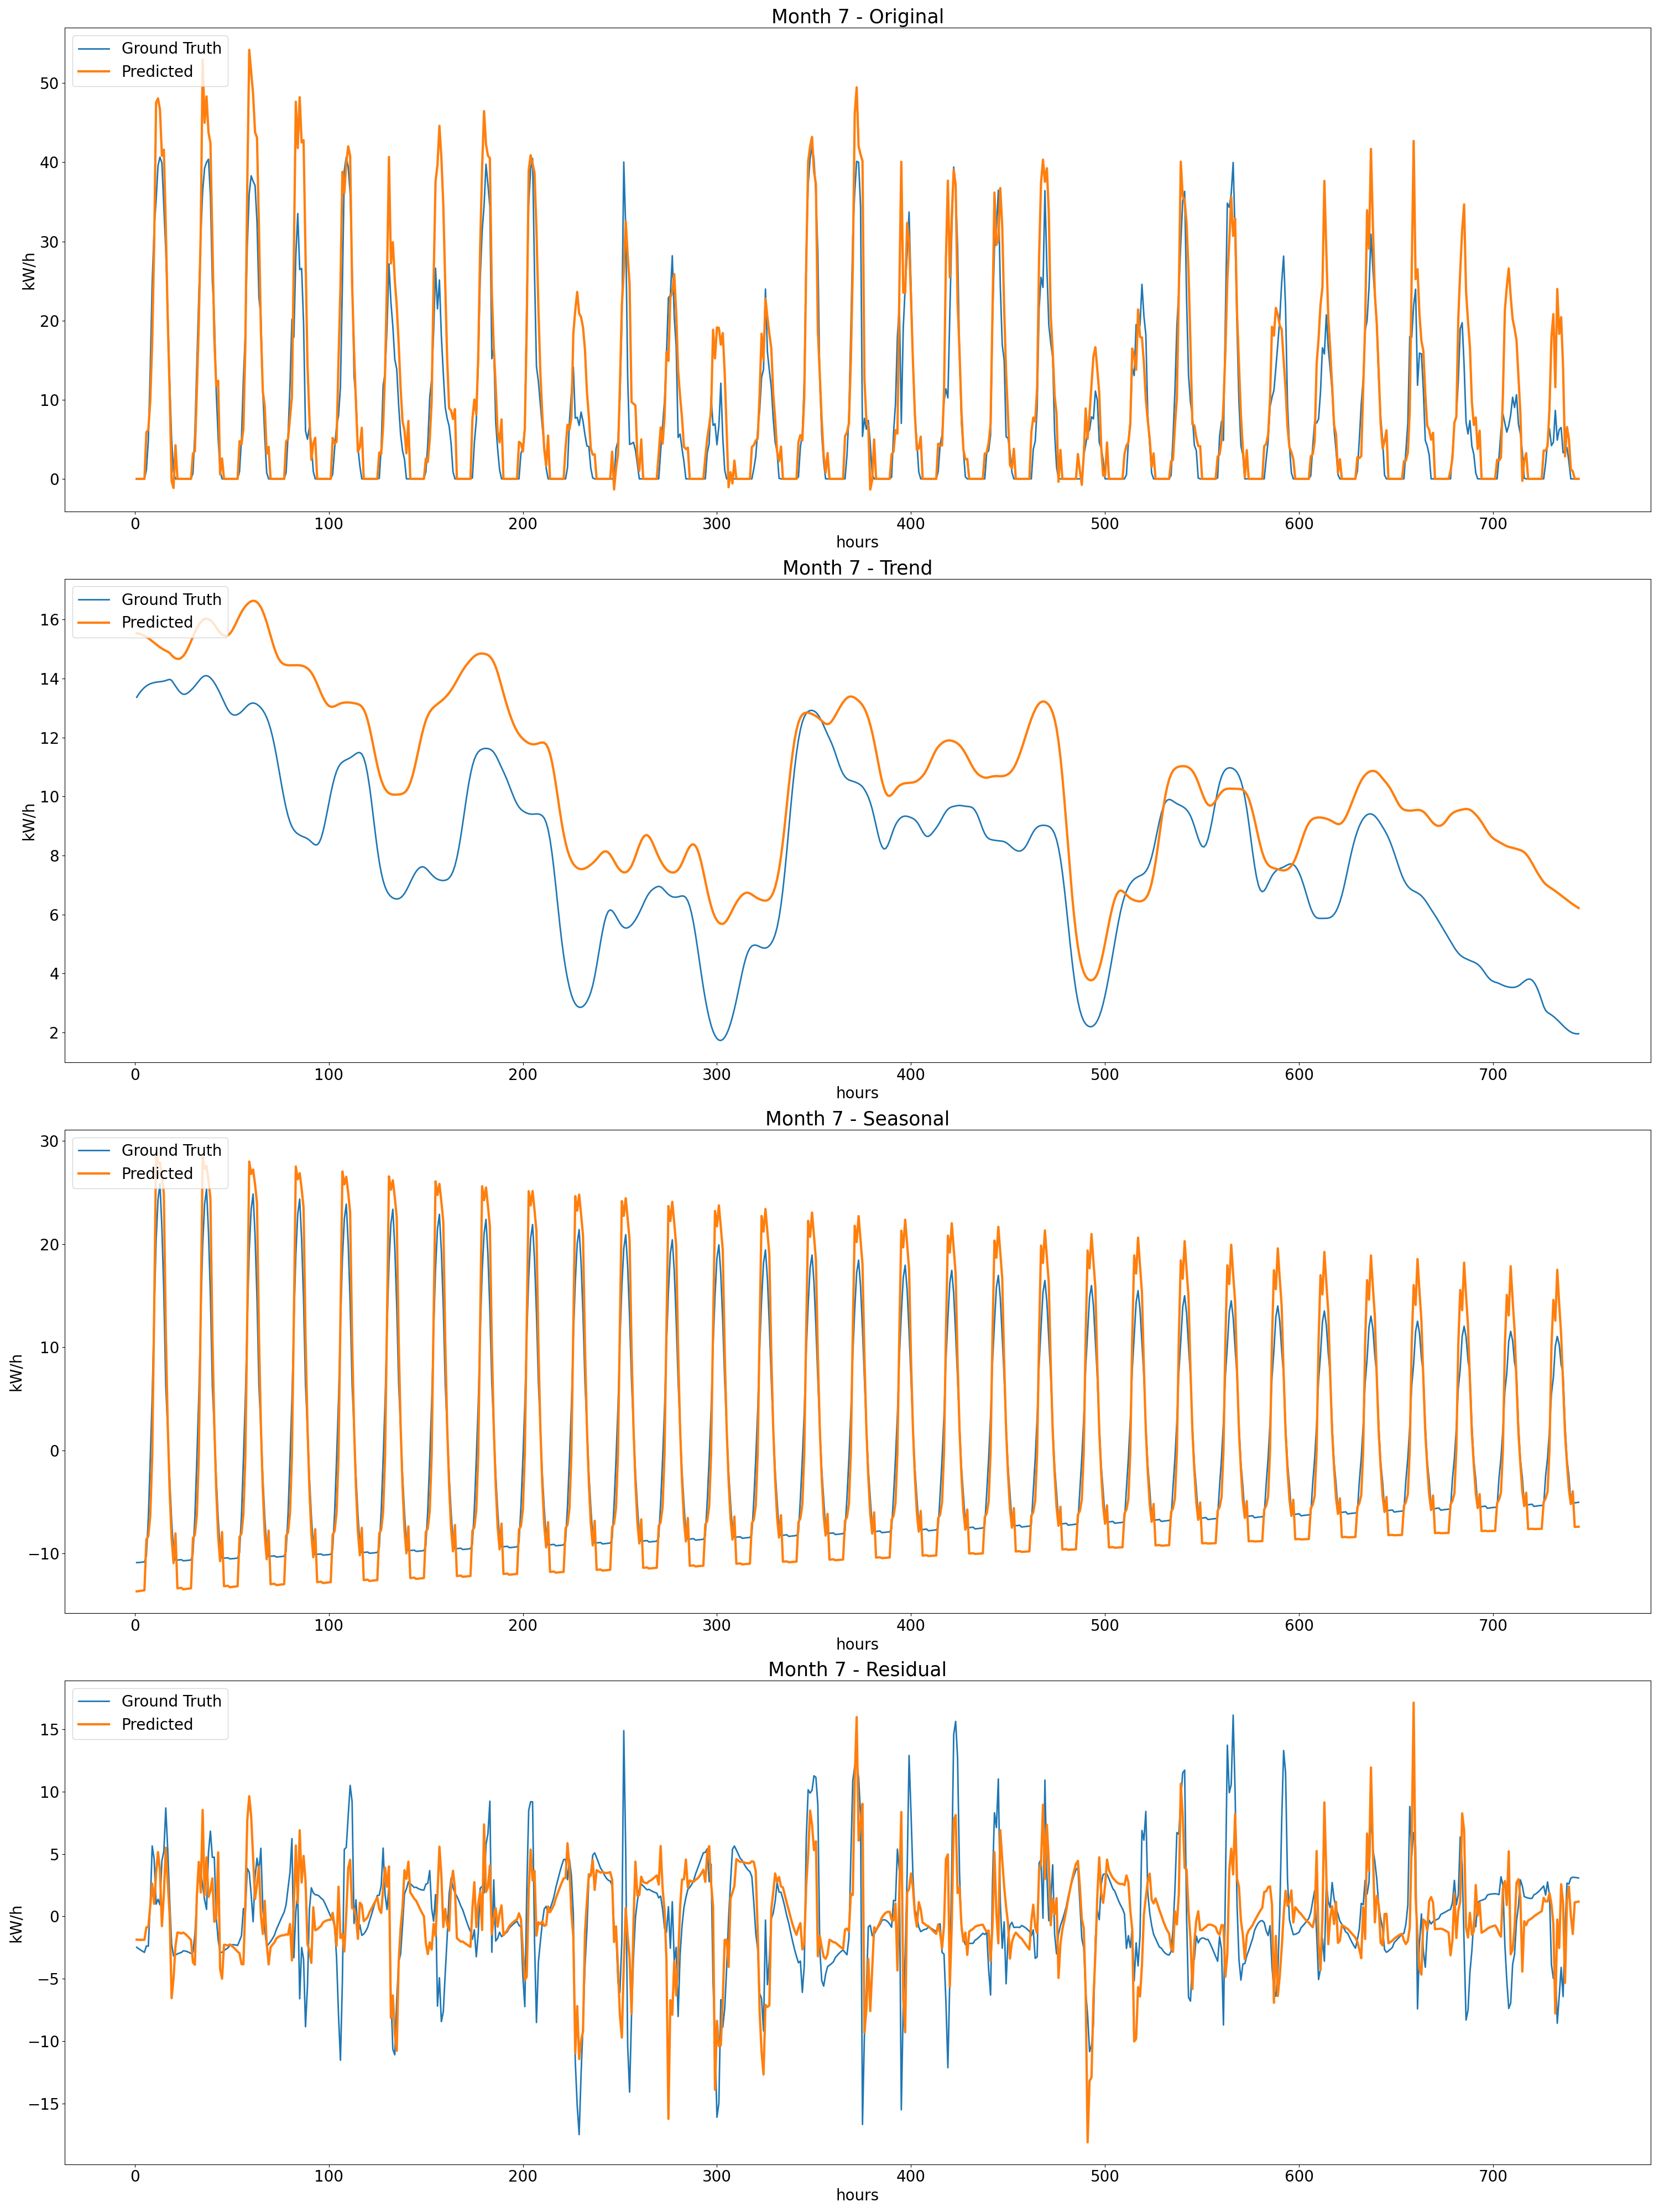 Month 7 - Original
Ground Truth
Predicted
kW/h
50
40
30
20
10
0
0 100 200 300 400 500 600 700
hours
Month 7 - Trend
Ground Truth
Predicted
kW/h
16
14
12
10
8
6
4
2
0 100 200 300 400 500 600 700
hours
Month 7 - Seasonal
Ground Truth
Predicted
kW/h
30
20
10
0
−10
0 100 200 300 400 500 600 700
hours
Month 7 - Residual
Ground Truth
Predicted
kW/h
15
10
5
0
−5
−10
−15
0 100 200 300 400 500 600 700
hours